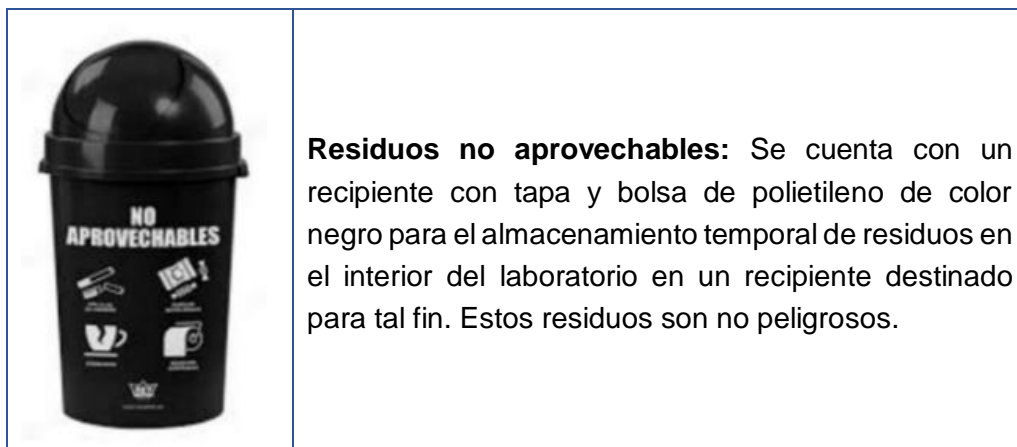 NO
APROVECHABLES
Residuos no aprovechables: Se cuenta con un
recipiente con tapa y bolsa de polietileno de color
negro para el almacenamiento temporal de residuos en
el interior del laboratorio en un recipiente destinado
para tal fin. Estos residuos son no peligrosos.